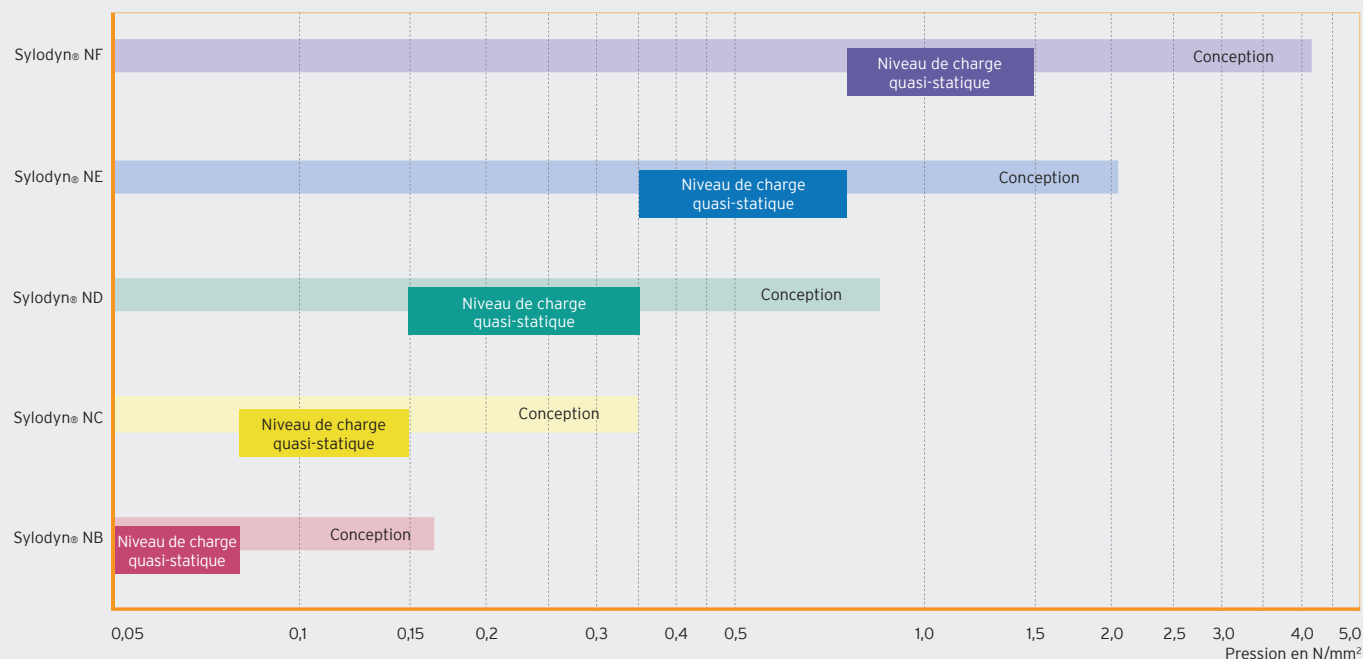 Sylodyn® NF
Conception
Niveau de charge
quasi-statique
Sylodyn® NE
Conception
Niveau de charge
quasi-statique
Sylodyn® ND
Conception
Niveau de charge
quasi-statique
Sylodyn® NC
Conception
Niveau de charge
quasi-statique
Sylodyn® NB
Conception
Niveau de charge
quasi-statique
0,05 0,1 0,15 0,2 0,3 0,4 0,5 1,0 1,5 2,0 2,5 3,0 4,0 5,0
Pression en N/mm²